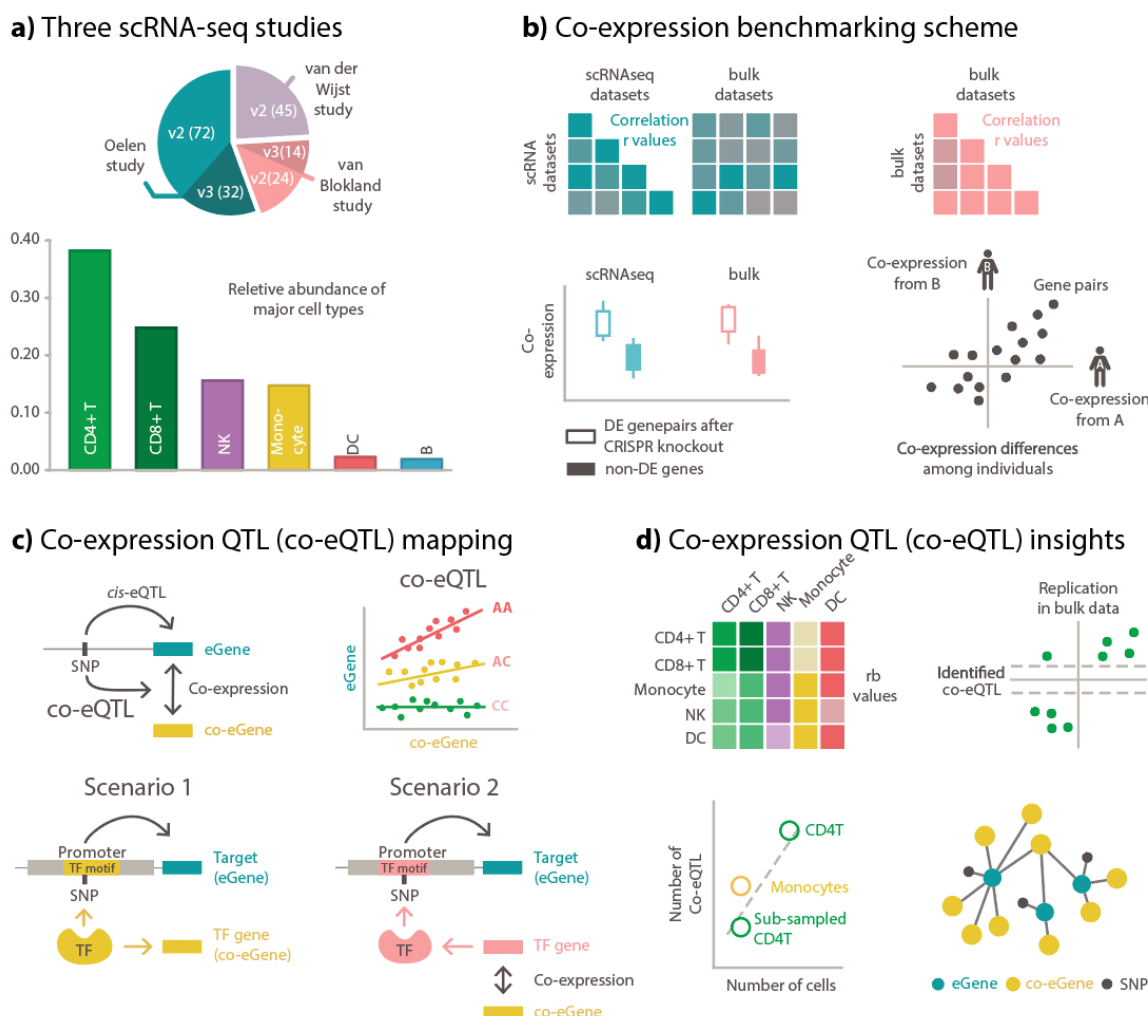 a) Three scRNA-seq studies
van der
Wijst
study
v2 (45)
v2 (72)
v3(14)
Oelen
study
v3 (32)
v2(24)
van
Blokland
study
0.40
0.30
0.20
0.10
0.00
Reletive abundance of
major cell types
CD4+ T
CD8+ T
NK
Mono-
cyte
DC
B
b) Co-expression benchmarking scheme
scRNAseq
datasets
bulk
datasets
scRNA
datasets
Correlation
r values
bulk
datasets
bulk
datasets
Correlation
r values
scRNAseq
bulk
Co-
expression
DE genepairs after
CRISPR knockout
non-DE genes
Co-expression
from B
B
Gene pairs
A
Co-expression
from A
Co-expression differences
among individuals
c) Co-expression QTL (co-eQTL) mapping
cis-eQTL
SNP
eGene
co-eQTL
Co-expression
co-eGene
co-eQTL
AA
AC
CC
eGene
co-eGene
Scenario 1
Promoter
TF motif
Target
(eGene)
SNP
TF
TF gene
(co-eGene)
Scenario 2
Promoter
TF motif
Target
(eGene)
SNP
TF
TF gene
Co-expression
co-eGene
d) Co-expression QTL (co-eQTL) insights
CD4+ T
CD8+ T
NK
Monocyte
DC
CD4+ T
CD8+ T
Monocyte
NK
DC
rb
values
Replication
in bulk data
Identified
co-eQTL
Number of
Co-eQTL
CD4T
Monocytes
Sub-sampled
CD4T
Number of cells
eGene
co-eGene
SNP